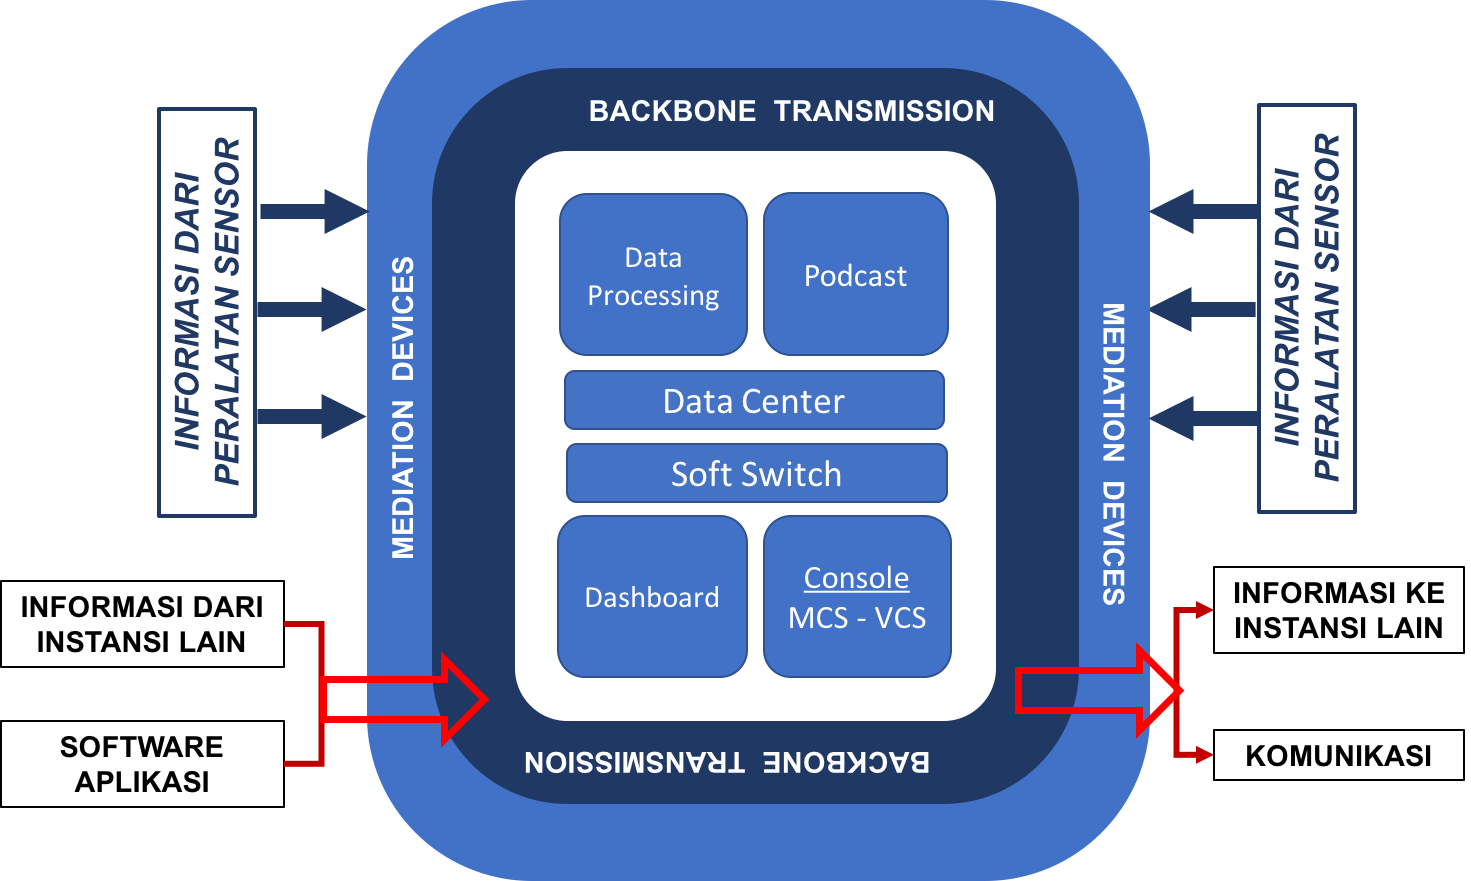 BACKBONE TRANSMISSION
INFORMASI DARI
PERALATAN SENSOR
MEDIATION DEVICES
Data
Processing
Podcast
Data Center
Soft Switch
Dashboard
Console
MCS - VCS
MEDIATION DEVICES
INFORMASI DARI
PERALATAN SENSOR
INFORMASI DARI
INSTANSI LAIN
SOFTWARE
APLIKASI
INFORMASI KE
INSTANSI LAIN
KOMUNIKASI
BACKBONE TRANSMISSION